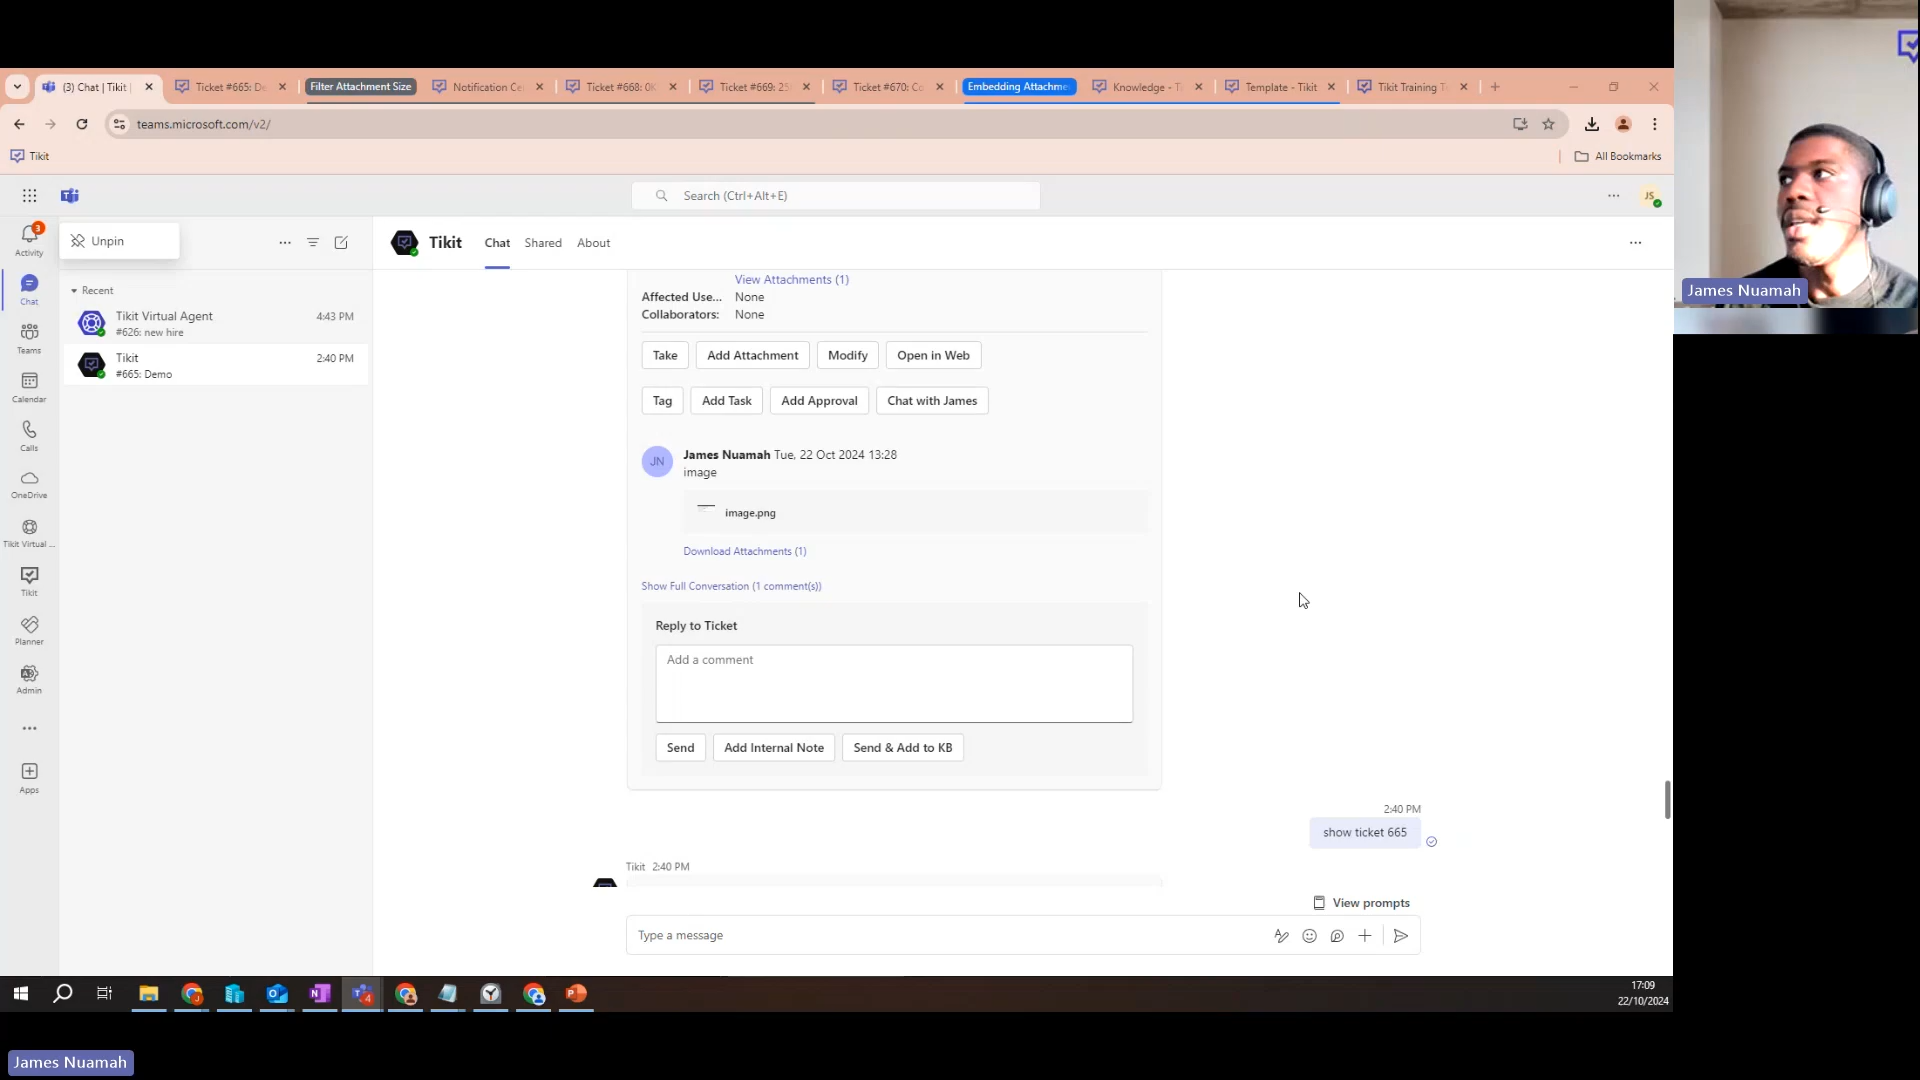 (3) Chat | Tikit |
Ticket #665: De
Filter Attachment Size
Notification Ce
Ticket #668: 0K
Ticket #669: 25
Ticket #670: Co
Embedding Attachme
Knowledge - Ti
Template - Tikit
Tikit Training T
teams.microsoft.com/v2/
Tikit
All Bookmarks
Search (Ctrl+Alt+E)
JS
3
Activity
Chat
Teams
Calendar
Calls
OneDrive
Tikit Virtual ...
Tikit
Planner
Admin
Apps
Unpin
Recent
Tikit Virtual Agent 4:43 PM
#626: new hire
Tikit 2:40 PM
#665: Demo
Tikit Chat Shared About
View Attachments (1)
Affected Use... None
Collaborators: None
Take Add Attachment Modify Open in Web
Tag Add Task Add Approval Chat with James
JN
James Nuamah Tue, 22 Oct 2024 13:28
image
image.png
Download Attachments (1)
Show Full Conversation (1 comment(s))
Reply to Ticket
Add a comment
Send Add Internal Note Send & Add to KB
2:40 PM
show ticket 665
Tikit 2:40 PM
View prompts
Type a message
4
17:09
22/10/2024
James Nuamah
James Nuamah